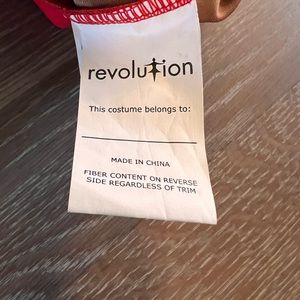 revolution
This costume belongs to:
MADE IN CHINA
FIBER CONTENT ON REVERSE
SIDE REGARDLESS OF TRIM